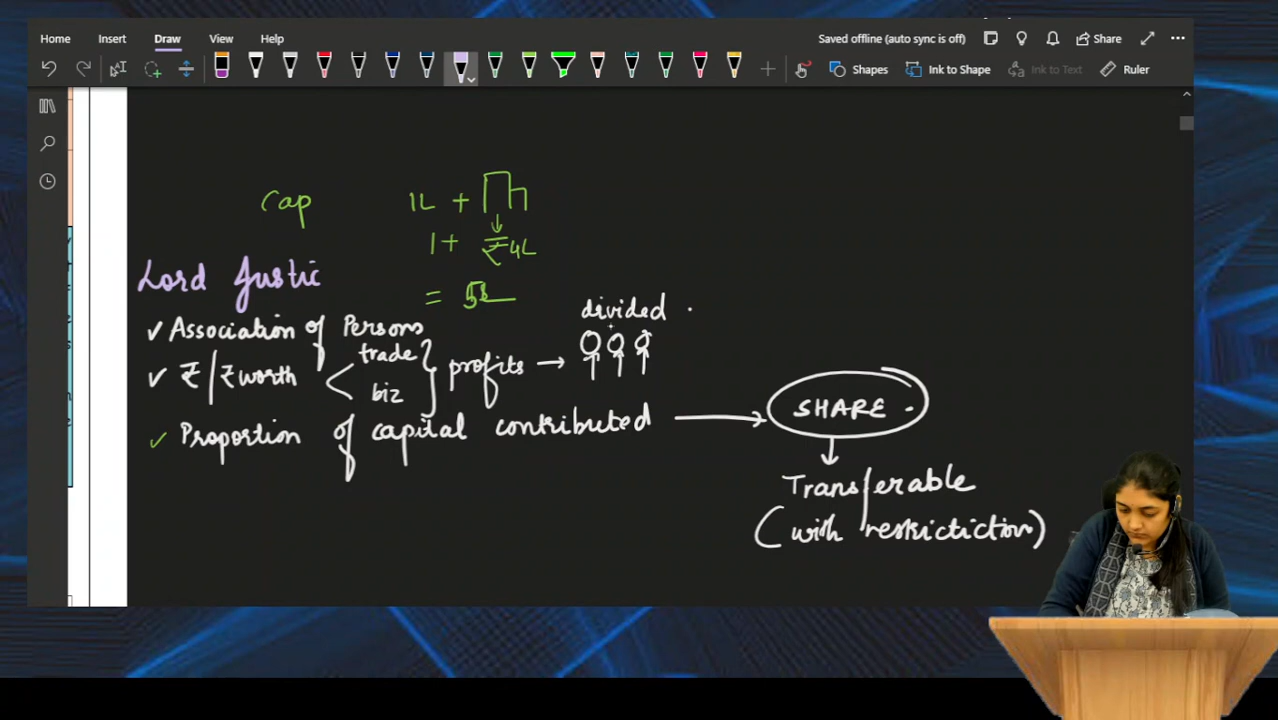 Home Insert Draw View Help Saved offline (auto sync is off) Share
Shapes Ink to Shape Ink to Text Ruler
Cap 1L +
1 + ₹4L
= 5L
Lord Justic
✓ Association of Persons
divided .
✓ ₹/₹worth < trade biz } profits →
✓ Proportion of capital contributed → SHARE .
↓
Transferable
(with reskictiction)